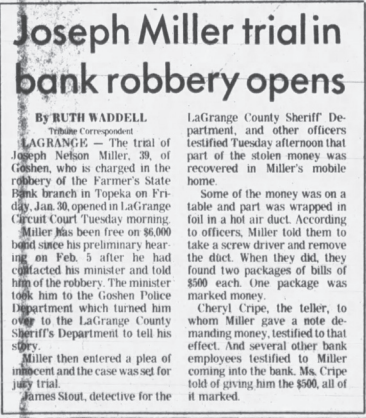 Joseph Miller trial in
bank robbery opens
By RUTH WADDELL
Tribune Correspondent
LAGRANGE — The trial of
Joseph Nelson Miller, 39, of
Goshen, who is charged in the
robbery of the Farmer's State
Bank branch in Topeka on Fri-
day, Jan. 30, opened in LaGrange
Circuit Court Tuesday morning.
Miller has been free on $6,000
bond since his preliminary hear-
ing on Feb. 5 after he had
contacted his minister and told
him of the robbery. The minister
took him to the Goshen Police
Department which turned him
over to the LaGrange County
Sheriff's Department to tell his
story.
Miller then entered a plea of
innocent and the case was set for
jury trial.
James Stout, detective for the
LaGrange County Sheriff De-
partment, and other officers
testified Tuesday afternoon that
part of the stolen money was
recovered in Miller's mobile
home.
Some of the money was on a
table and part was wrapped in
foil in a hot air duct. According
to officers, Miller told them to
take a screw driver and remove
the duct. When they did, they
found two packages of bills of
$500 each. One package was
marked money.
Cheryl Cripe, the teller, to
whom Miller gave a note de-
manding money, testified to that
effect. And several other bank
employees testified to Miller
coming into the bank. Ms. Cripe
told of giving him the $500, all of
it marked.